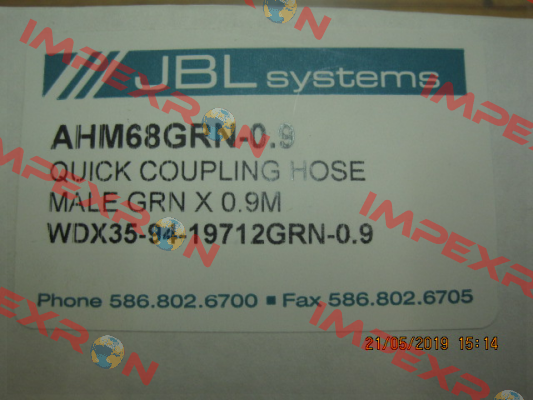 JBL systems
AHM68GRN-0.9
QUICK COUPLING HOSE
MALE GRN X 0.9M
WDX35-94-19712GRN-0.9
Phone 586.802.6700 ■ Fax 586.802.6705
21/05/2019 15:14
IMPEXRON
IMPEXRON
IMPEXRON
IMPEXRON
IMPEXRON